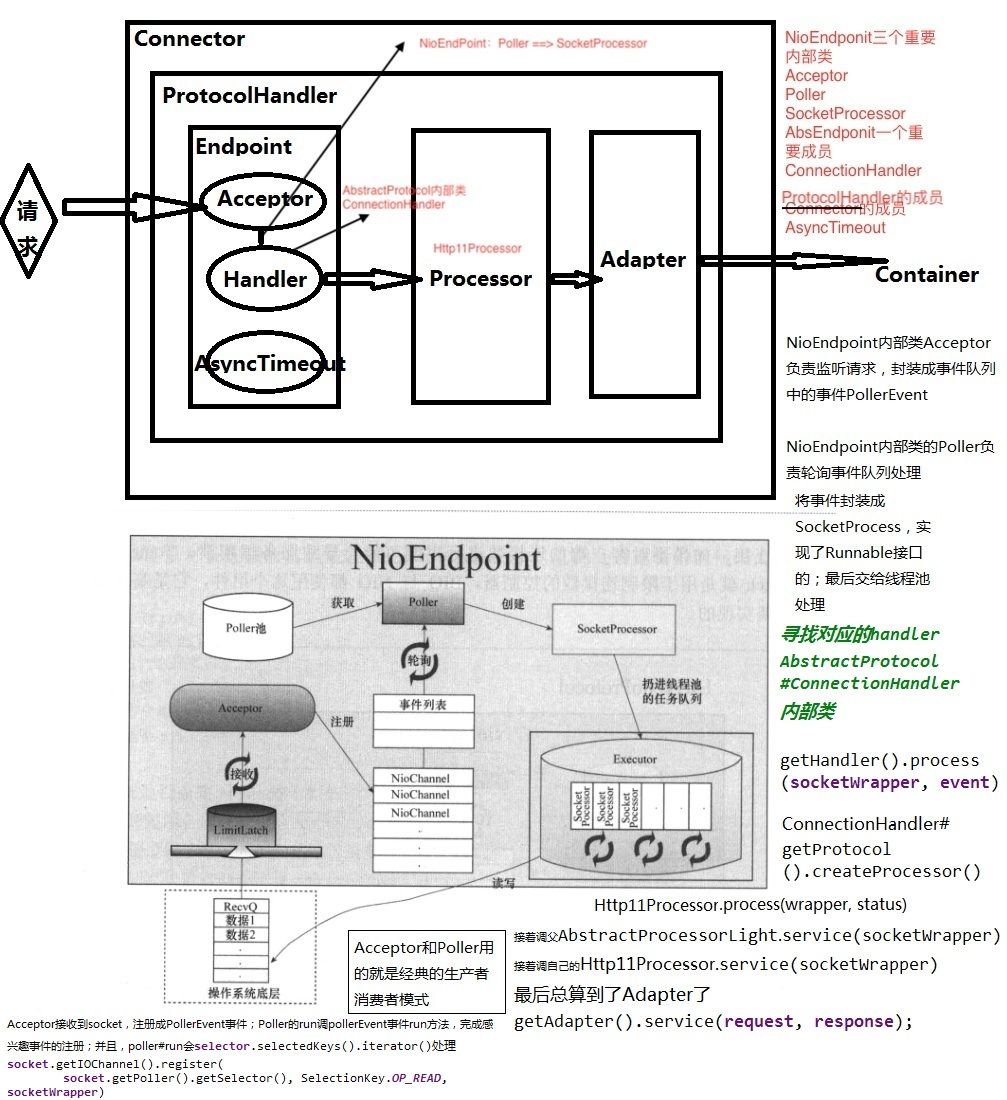 Connector
NioEndPoint: Poller ==> SocketProcessor
ProtocolHandler
Endpoint
Acceptor
AbstractProtocol内部类
ConnectionHandler
Handler
AsyncTimeout
请
求
Http11Processor
Processor
Adapter
Container
NioEndponit三个重要
内部类
Acceptor
Poller
SocketProcessor
AbsEndponit一个重
要成员
ConnectionHandler
ProtocolHandler的成员
Connector的成员
AsyncTimeout
NioEndpoint内部类Acceptor
负责监听请求，封装成事件队列
中的事件PollerEvent
NioEndpoint内部类的Poller负
责轮询事件队列处理
将事件封装成
SocketProcess，实
现了Runnable接口
的；最后交给线程池
处理
寻找对应的handler
AbstractProtocol
#ConnectionHandler
内部类
getHandler().process
(socketWrapper, event)
ConnectionHandler#
getProtocol
().createProcessor()
NioEndpoint
Poller池
获取
Poller
创建
SocketProcessor
轮询
扔进线程池
的任务队列
Acceptor
注册
事件列表
接收
NioChannel
NioChannel
NioChannel
LimitLatch
Executor
Socket Pocessor
Socket Pocessor
Socket Pocessor
读写
RecvQ
数据1
数据2
操作系统底层
Http11Processor.process(wrapper, status)
接着调父AbstractProcessorLight.service(socketWrapper)
接着调自己的Http11Processor.service(socketWrapper)
最后总算到了Adapter了
getAdapter().service(request, response);
Acceptor和Poller用
的就是经典的生产者
消费者模式
Acceptor接收到socket，注册成PollerEvent事件；Poller的run调pollerEvent事件run方法，完成感
兴趣事件的注册；并且，poller#run会selector.selectedKeys().iterator()处理
socket.getIOChannel().register(
socket.getPoller().getSelector(), SelectionKey.OP_READ,
socketWrapper)